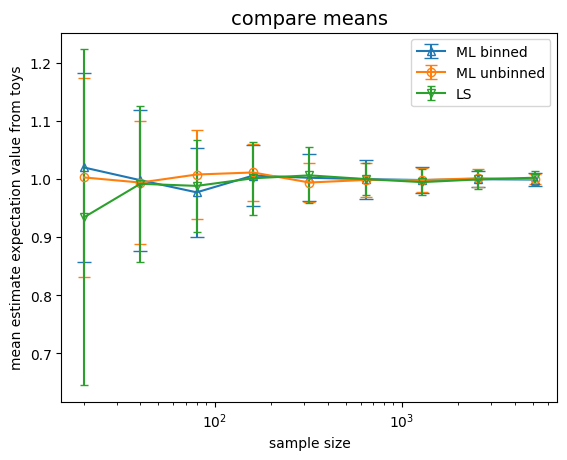 compare means
mean estimate expectation value from toys
1.2
1.1
1.0
0.9
0.8
0.7
ML binned
ML unbinned
LS
10²
10³
sample size